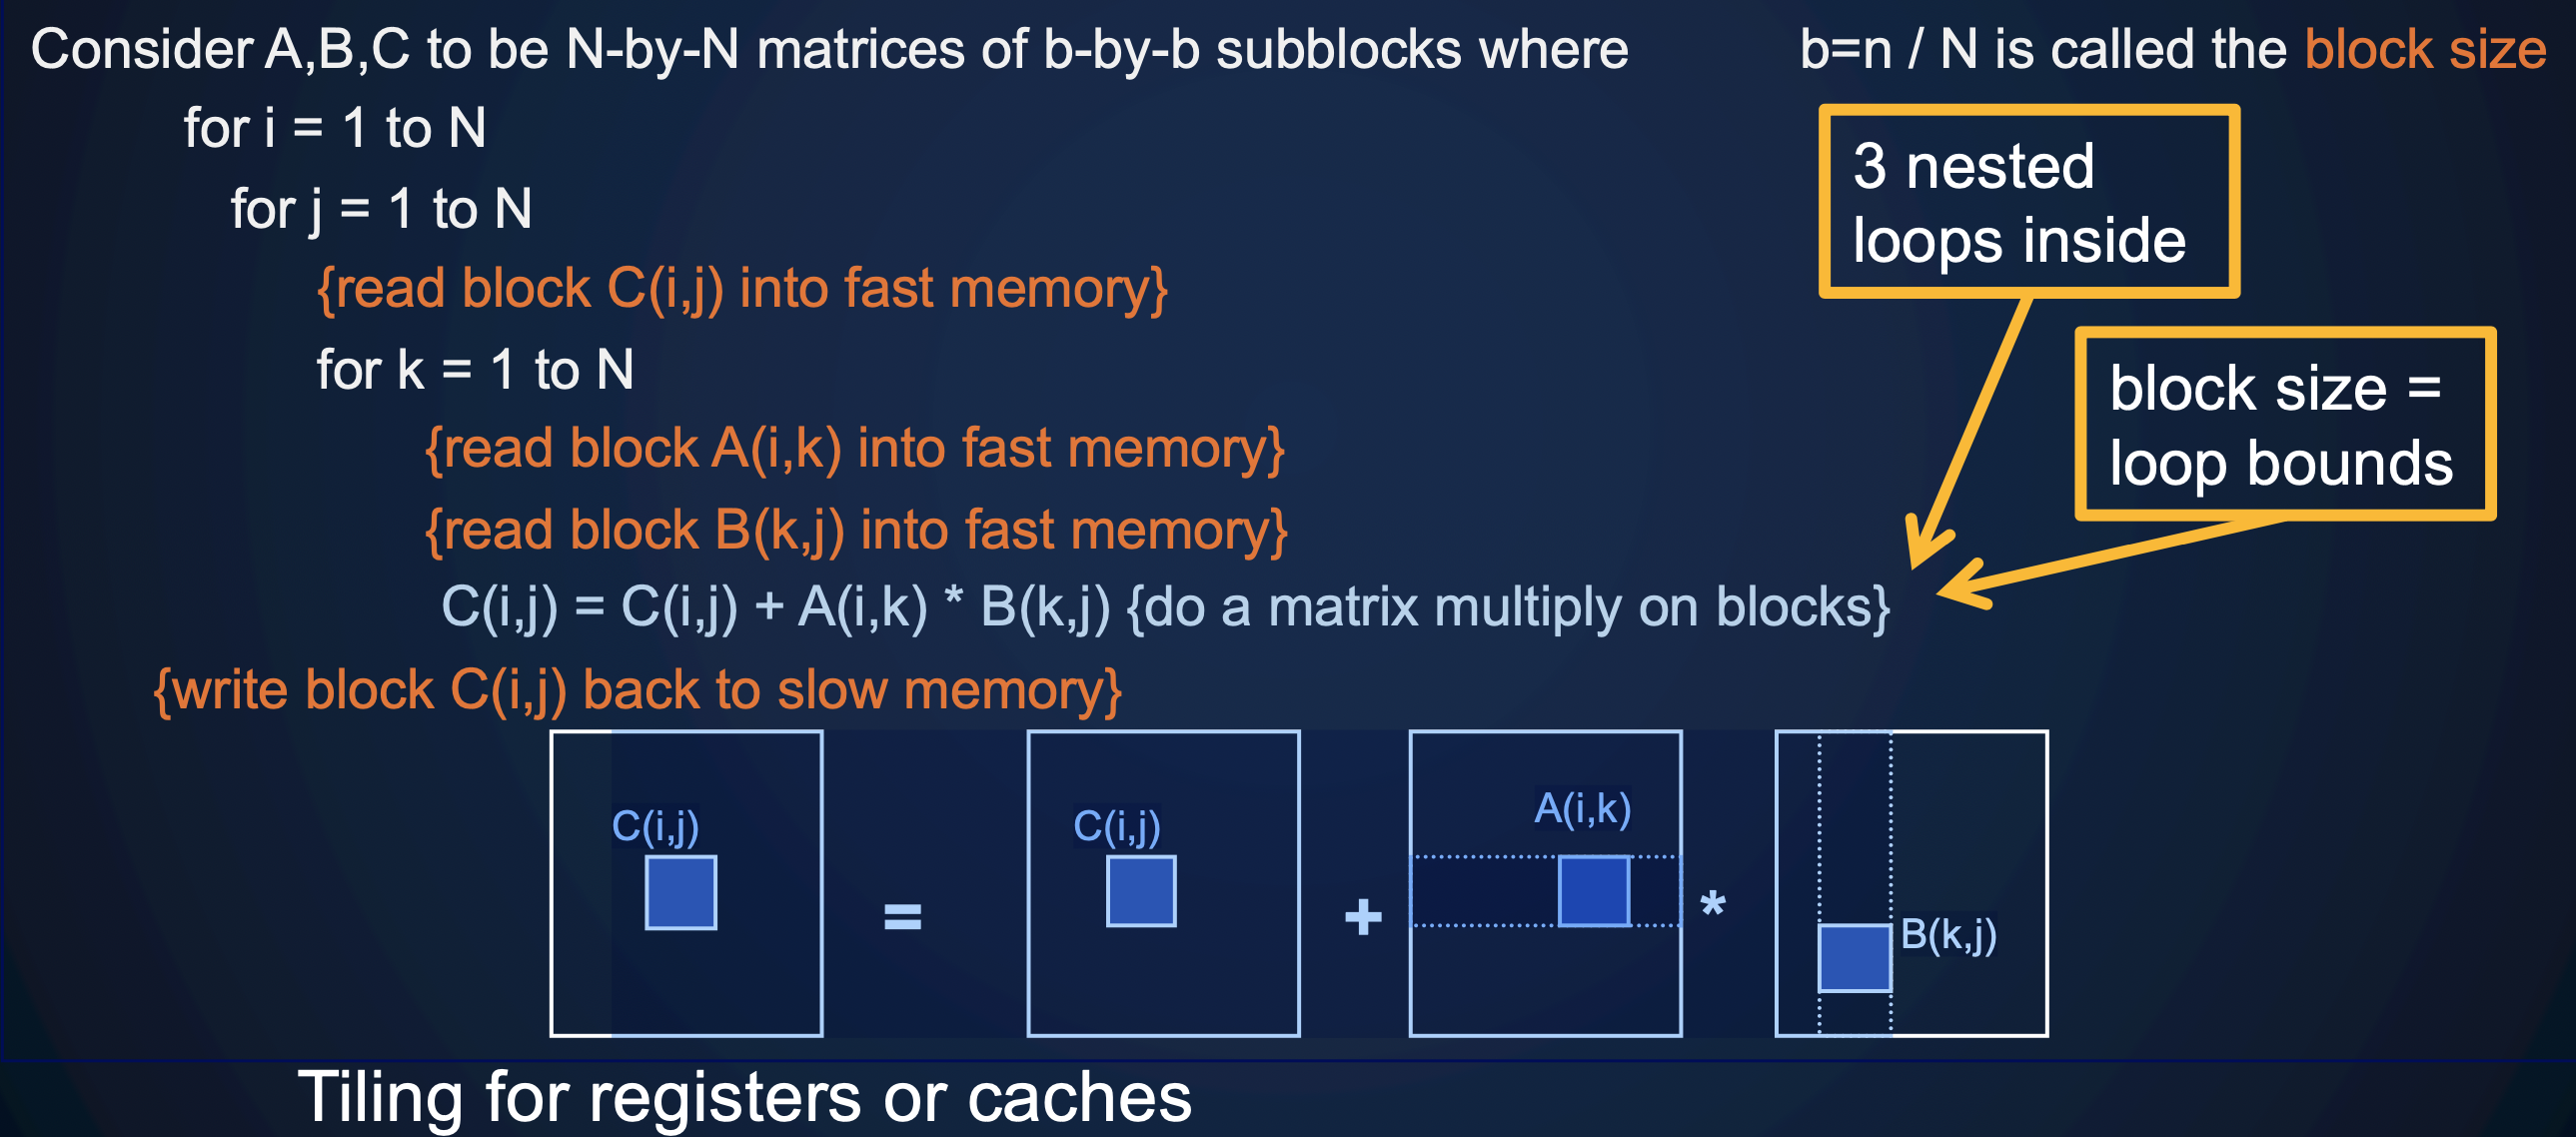 Consider A,B,C to be N-by-N matrices of b-by-b subblocks where b=n / N is called the block size
for i = 1 to N
for j = 1 to N
{read block C(i,j) into fast memory}
for k = 1 to N
{read block A(i,k) into fast memory}
{read block B(k,j) into fast memory}
C(i,j) = C(i,j) + A(i,k) * B(k,j) {do a matrix multiply on blocks}
{write block C(i,j) back to slow memory}
3 nested
loops inside
block size =
loop bounds
C(i,j)
=
C(i,j)
+
A(i,k)
*
B(k,j)
Tiling for registers or caches